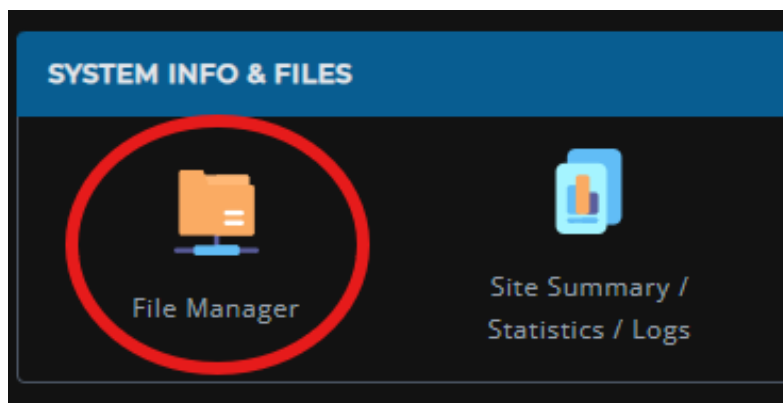 SYSTEM INFO & FILES
File Manager
Site Summary /
Statistics / Logs